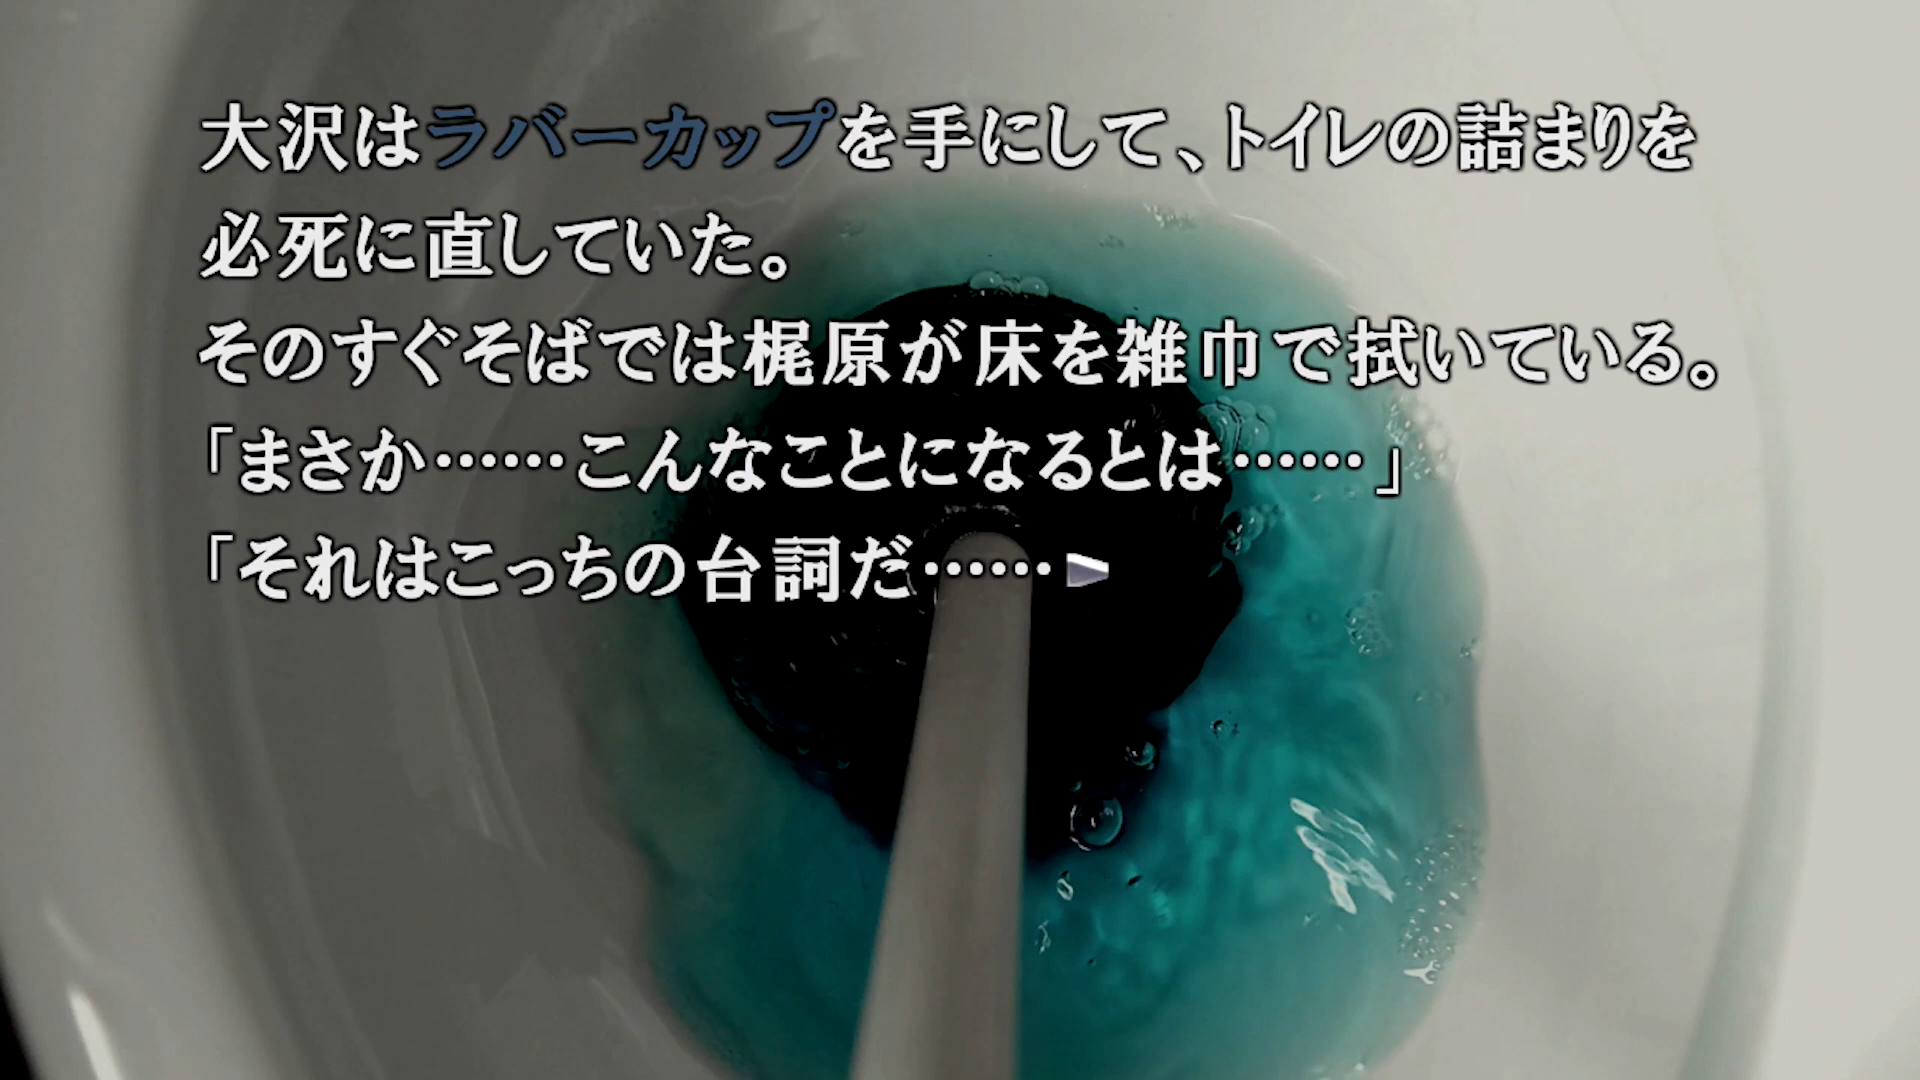 大沢はラバーカップを手にして、トイレの詰まりを
必死に直していた。
そのすぐそばでは梶原が床を雑巾で拭いている。
「まさか……こんなことになるとは……」
「それはこっちの台詞だ……